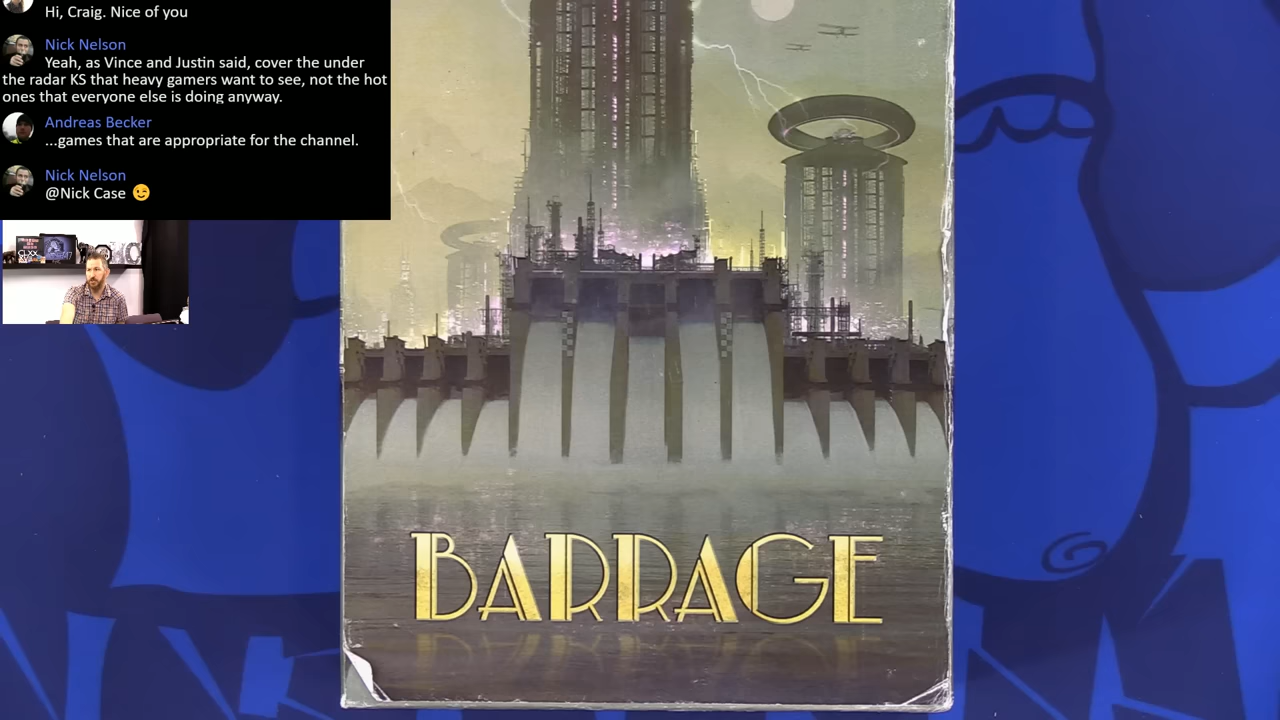 Hi, Craig. Nice of you
Nick Nelson
Yeah, as Vince and Justin said, cover the under
the radar KS that heavy gamers want to see, not the hot
ones that everyone else is doing anyway.
Andreas Becker
...games that are appropriate for the channel.
Nick Nelson
@Nick Case 😉
BARRAGE